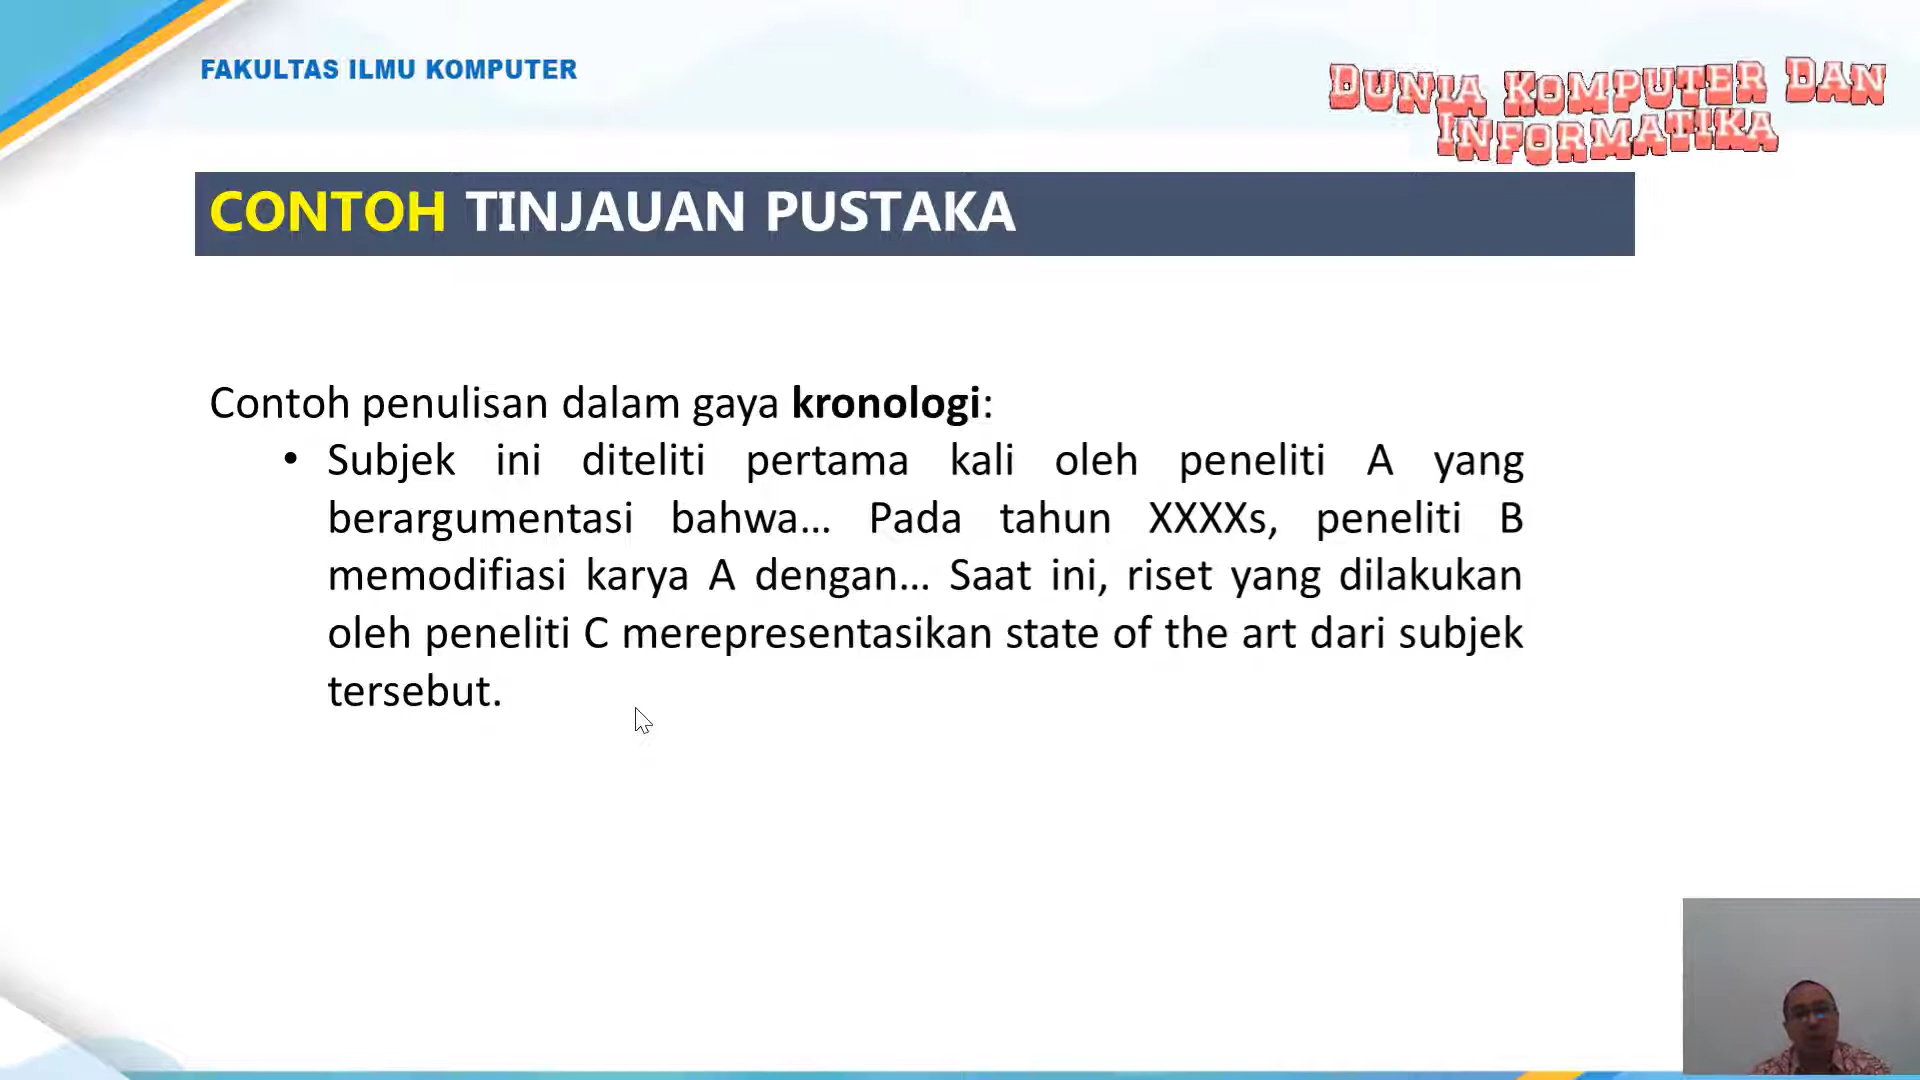 FAKULTAS ILMU KOMPUTER
DUNIA KOMPUTER DAN
INFORMATIKA
CONTOH TINJAUAN PUSTAKA
Contoh penulisan dalam gaya kronologi:
• Subjek ini diteliti pertama kali oleh peneliti A yang
berargumentasi bahwa... Pada tahun XXXXs, peneliti B
memodifiasi karya A dengan... Saat ini, riset yang dilakukan
oleh peneliti C merepresentasikan state of the art dari subjek
tersebut.